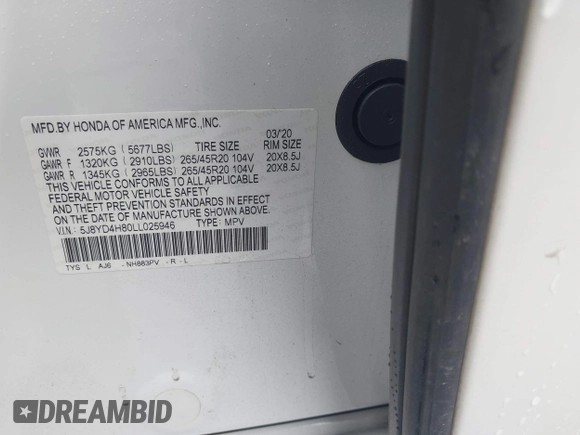 MFD.BY HONDA OF AMERICA MFG.,INC. 03/20
GVWR 2575KG ( 5677LBS) TIRE SIZE RIM SIZE
GAWR F 1320KG ( 2910LBS) 265/45R20 104V 20X8.5J
GAWR R 1345KG ( 2965LBS) 265/45R20 104V 20X8.5J
THIS VEHICLE CONFORMS TO ALL APPLICABLE
FEDERAL MOTOR VEHICLE SAFETY
AND THEFT PREVENTION STANDARDS IN EFFECT
ON DATE OF MANUFACTURE SHOWN ABOVE.
V.I.N.: 5J8YD4H80LL025946 TYPE: MPV
TYS L AJ6 -NH883PV - R - L
DREAMBID